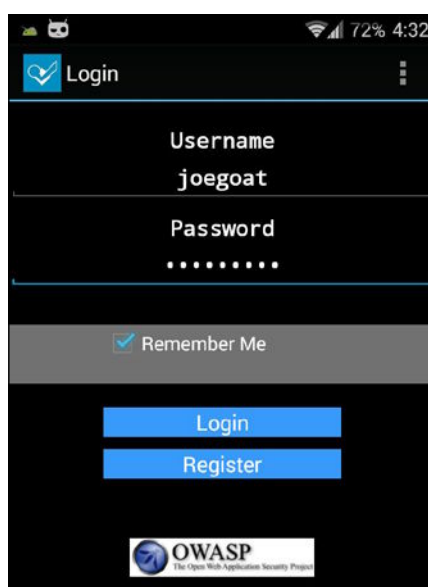 72% 4:32
Login
Username
joegoat
Password
•••••••••
Remember Me
Login
Register
OWASP
The Open Web Application Security Project